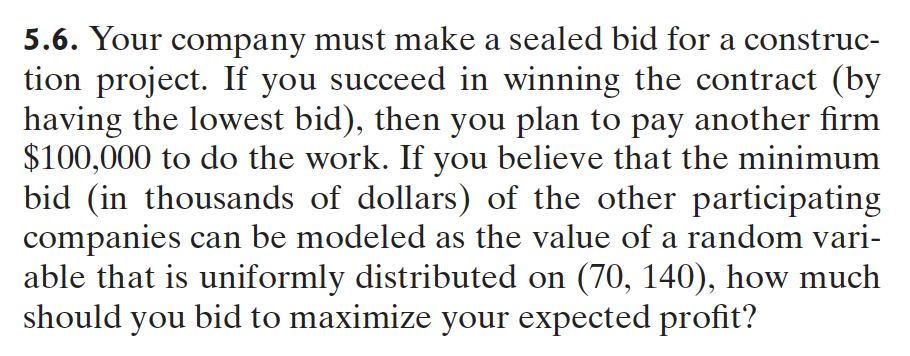 5.6. Your company must make a sealed bid for a construc-
tion project. If you succeed in winning the contract (by
having the lowest bid), then you plan to pay another firm
$100,000 to do the work. If you believe that the minimum
bid (in thousands of dollars) of the other participating
companies can be modeled as the value of a random vari-
able that is uniformly distributed on (70, 140), how much
should you bid to maximize your expected profit?